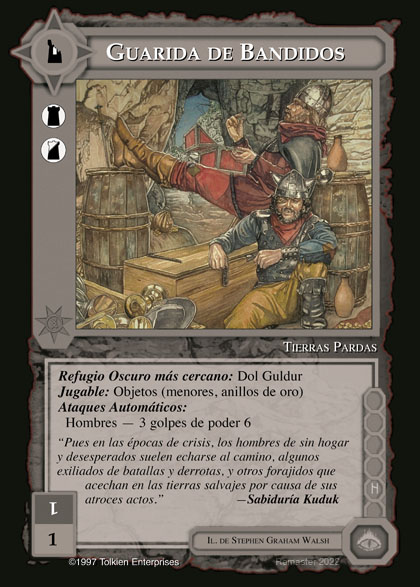 GUARIDA DE BANDIDOS
TIERRAS PARDAS
Refugio Oscuro más cercano: Dol Guldur
Jugable: Objetos (menores, anillos de oro)
Ataques Automáticos:
Hombres — 3 golpes de poder 6
“Pues en las épocas de crisis, los hombres de sin hogar
y desesperados suelen echarse al camino, algunos
exiliados de batallas y derrotas, y otros forajidos que
acechan en las tierras salvajes por causa de sus
atroces actos.” —Sabiduría Kuduk
H
1
1
IL. DE STEPHEN GRAHAM WALSH
©1997 Tolkien Enterprises
Remaster 2022